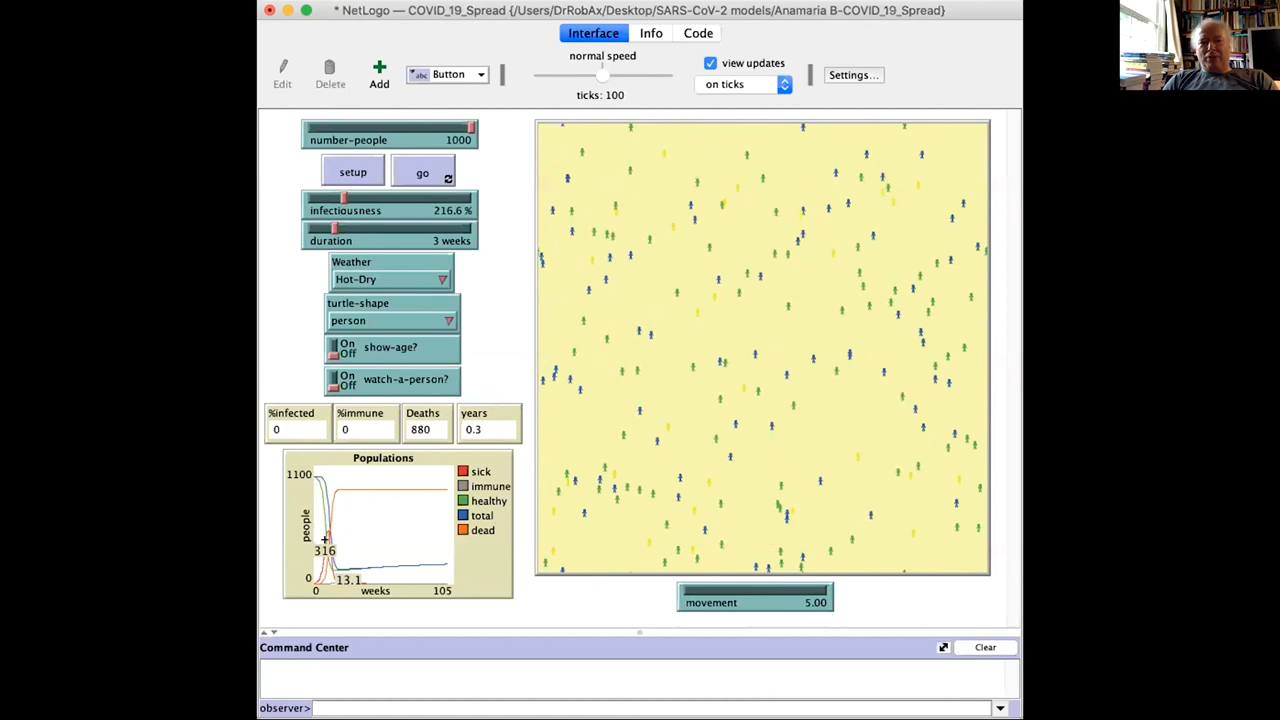 * NetLogo — COVID_19_Spread {/Users/DrRobAx/Desktop/SARS-CoV-2 models/Anamaria B-COVID_19_Spread}
Interface Info Code
Edit Delete Add abc Button
normal speed
ticks: 100
view updates
on ticks
Settings...
number-people 1000
setup go
infectiousness 216.6 %
duration 3 weeks
Weather
Hot-Dry
turtle-shape
person
On
Off
show-age?
On
Off
watch-a-person?
%infected %immune Deaths years
0 0 880 0.3
Populations
1100
people
0
316
13.1
0 weeks 105
sick
immune
healthy
total
dead
movement 5.00
Command Center Clear
observer>